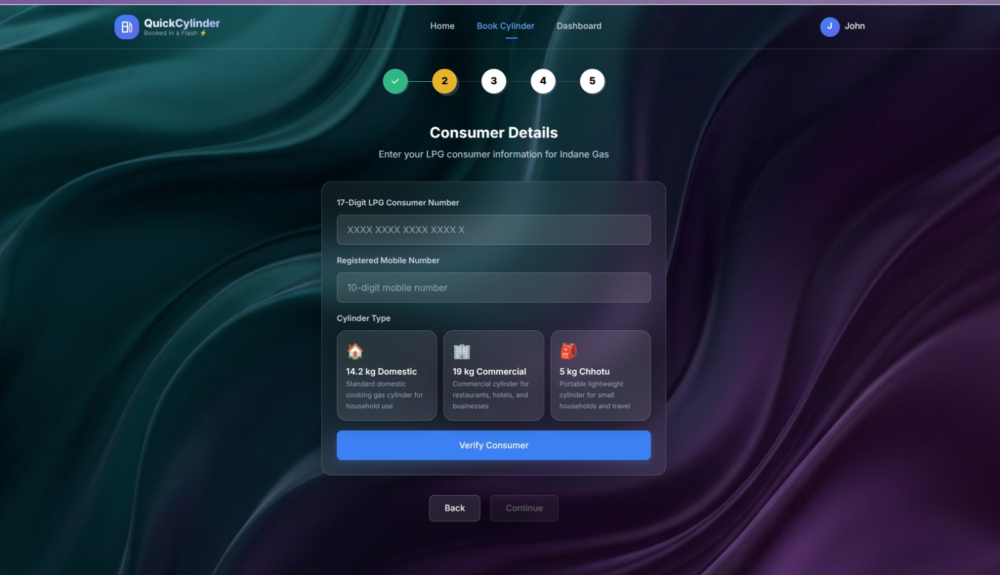 QuickCylinder
Booked in a Flash ⚡
Home
Book Cylinder
Dashboard
J
John
2
3
4
5
Consumer Details
Enter your LPG consumer information for Indane Gas
17-Digit LPG Consumer Number
XXXX XXXX XXXX XXXX X
Registered Mobile Number
10-digit mobile number
Cylinder Type
14.2 kg Domestic
Standard domestic
cooking gas cylinder for
household use
19 kg Commercial
Commercial cylinder for
restaurants, hotels, and
businesses
5 kg Chhotu
Portable lightweight
cylinder for small
households and travel
Verify Consumer
Back
Continue